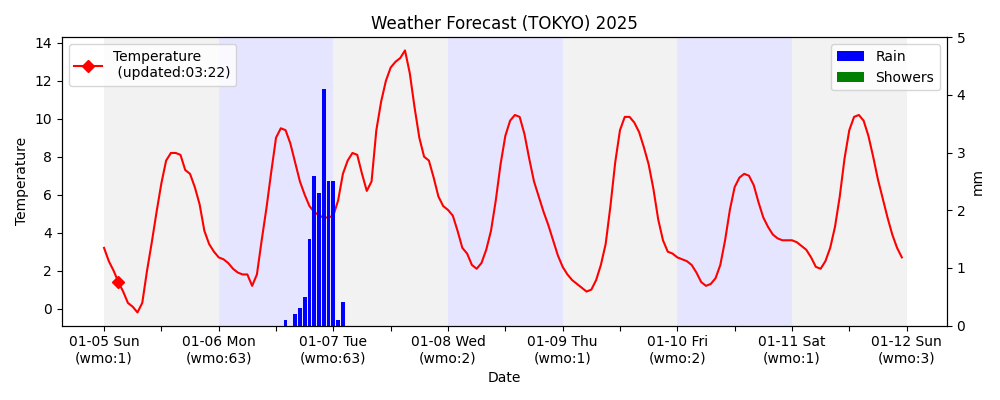 Weather Forecast (TOKYO) 2025
Temperature
(updated:03:22)
Rain
Showers
14
12
10
8
6
4
2
0
Temperature
5
4
3
2
1
0
mm
01-05 Sun
(wmo:1)
01-06 Mon
(wmo:63)
01-07 Tue
(wmo:63)
01-08 Wed
(wmo:2)
01-09 Thu
(wmo:1)
01-10 Fri
(wmo:2)
01-11 Sat
(wmo:1)
01-12 Sun
(wmo:3)
Date